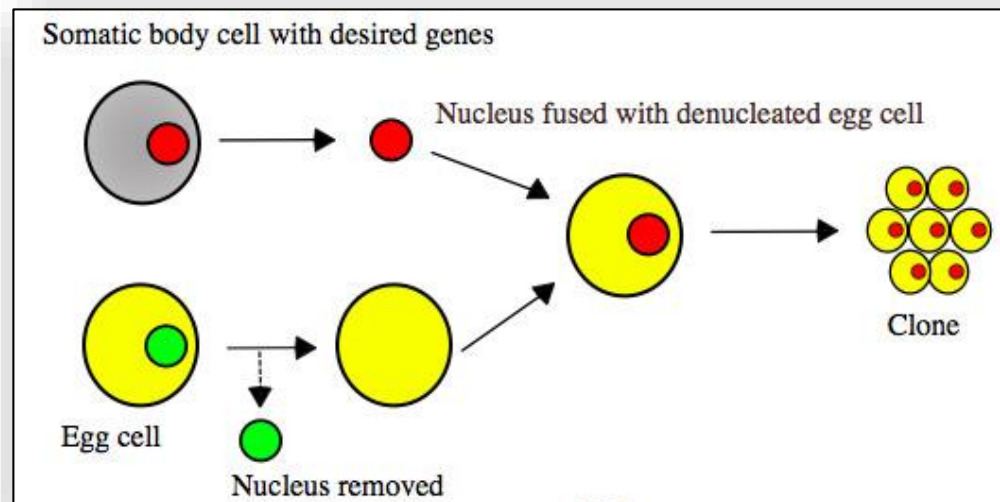 Somatic body cell with desired genes
Nucleus fused with denucleated egg cell
Clone
Egg cell
Nucleus removed